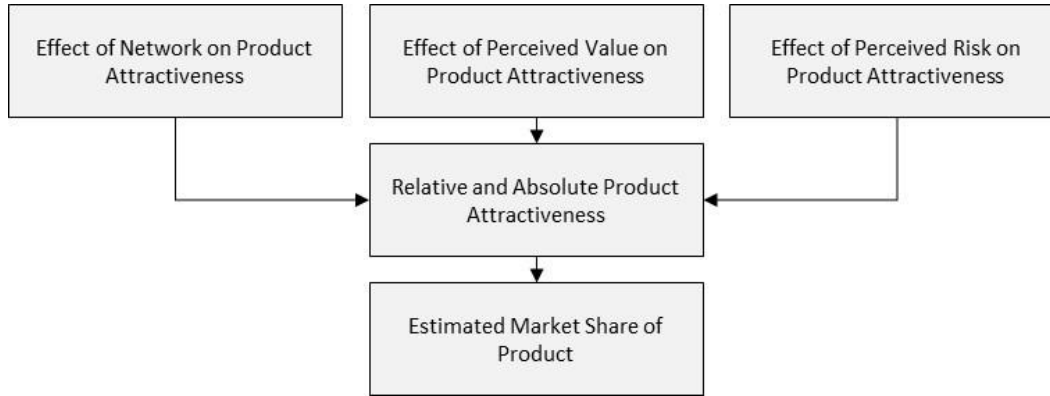 Effect of Network on Product
Attractiveness
Effect of Perceived Value on
Product Attractiveness
Effect of Perceived Risk on
Product Attractiveness
Relative and Absolute Product
Attractiveness
Estimated Market Share of
Product